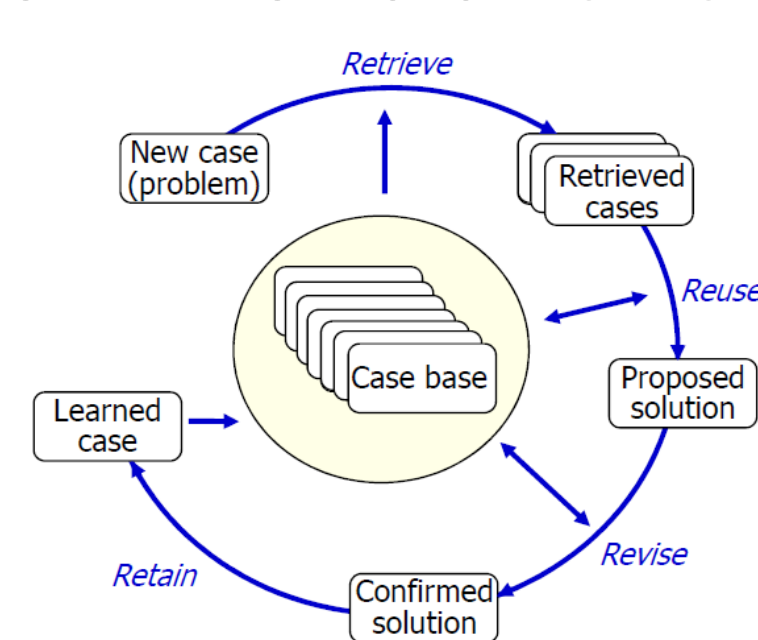 Retrieve
New case
(problem)
Retrieved
cases
Reuse
Case base
Proposed
solution
Learned
case
Revise
Retain
Confirmed
solution